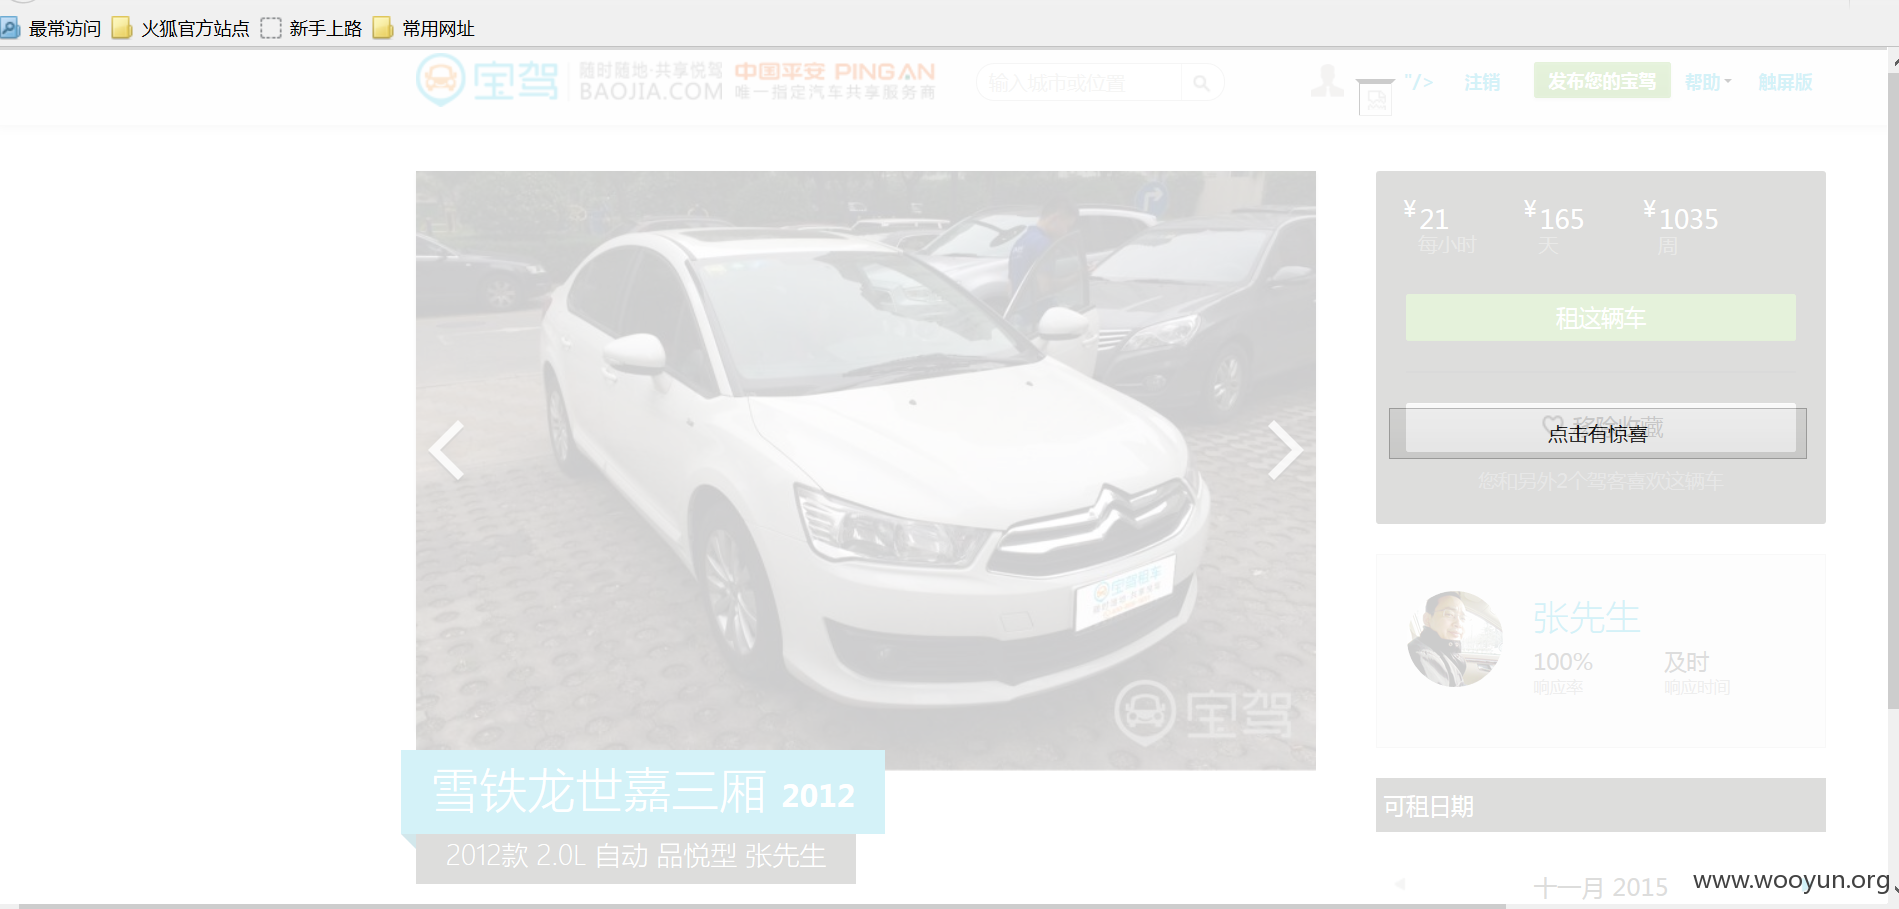 最常访问 火狐官方站点 新手上路 常用网址
宝驾 随时随地·共享悦驾 中国平安 PINGAN
BAOJIA.COM 唯一指定汽车共享服务商
输入城市或位置
"/> 注销 发布您的宝驾 帮助 触屏版
¥21 ¥165 ¥1035
每小时 天 周
租这辆车
移除收藏
点击有惊喜
您和另外2个驾客喜欢这辆车
宝驾租车
张先生
100% 及时
响应率 响应时间
宝驾
雪铁龙世嘉三厢 2012
2012款 2.0L 自动 品悦型 张先生
可租日期
十一月 2015
www.wooyun.org